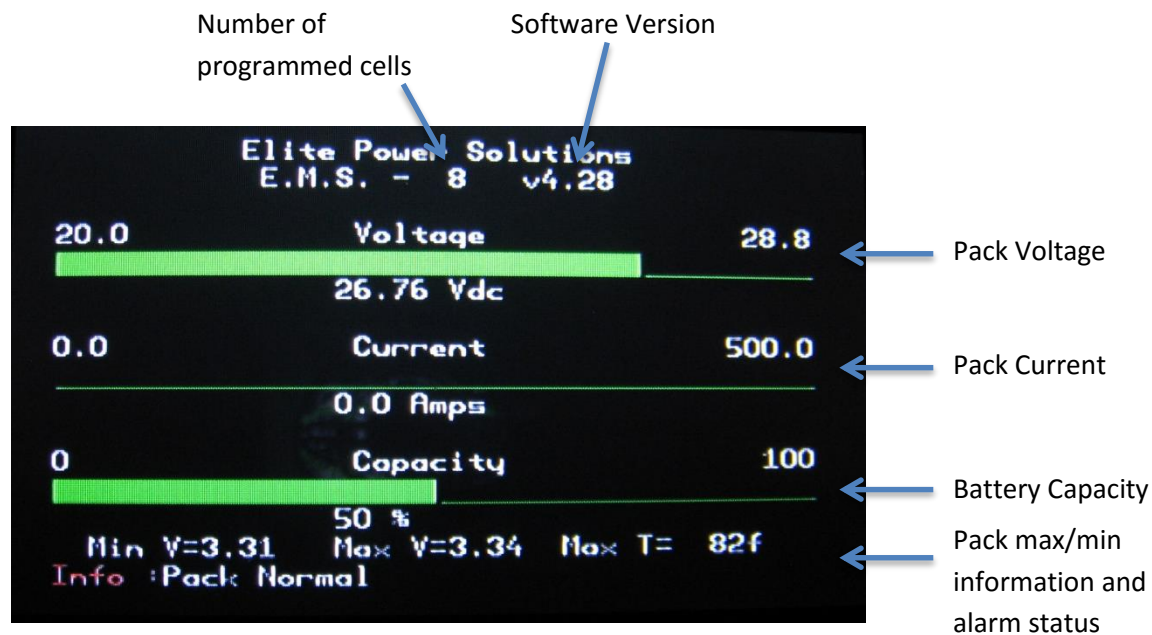 Number of
programmed cells
Software Version
Elite Power Solutions
E.M.S. - 8 v4.28
20.0 Voltage 28.8
26.76 Vdc
0.0 Current 500.0
0.0 Amps
0 Capacity 100
50 %
Min V=3.31 Max V=3.34 Max T= 82f
Info :Pack Normal
Pack Voltage
Pack Current
Battery Capacity
Pack max/min
information and
alarm status